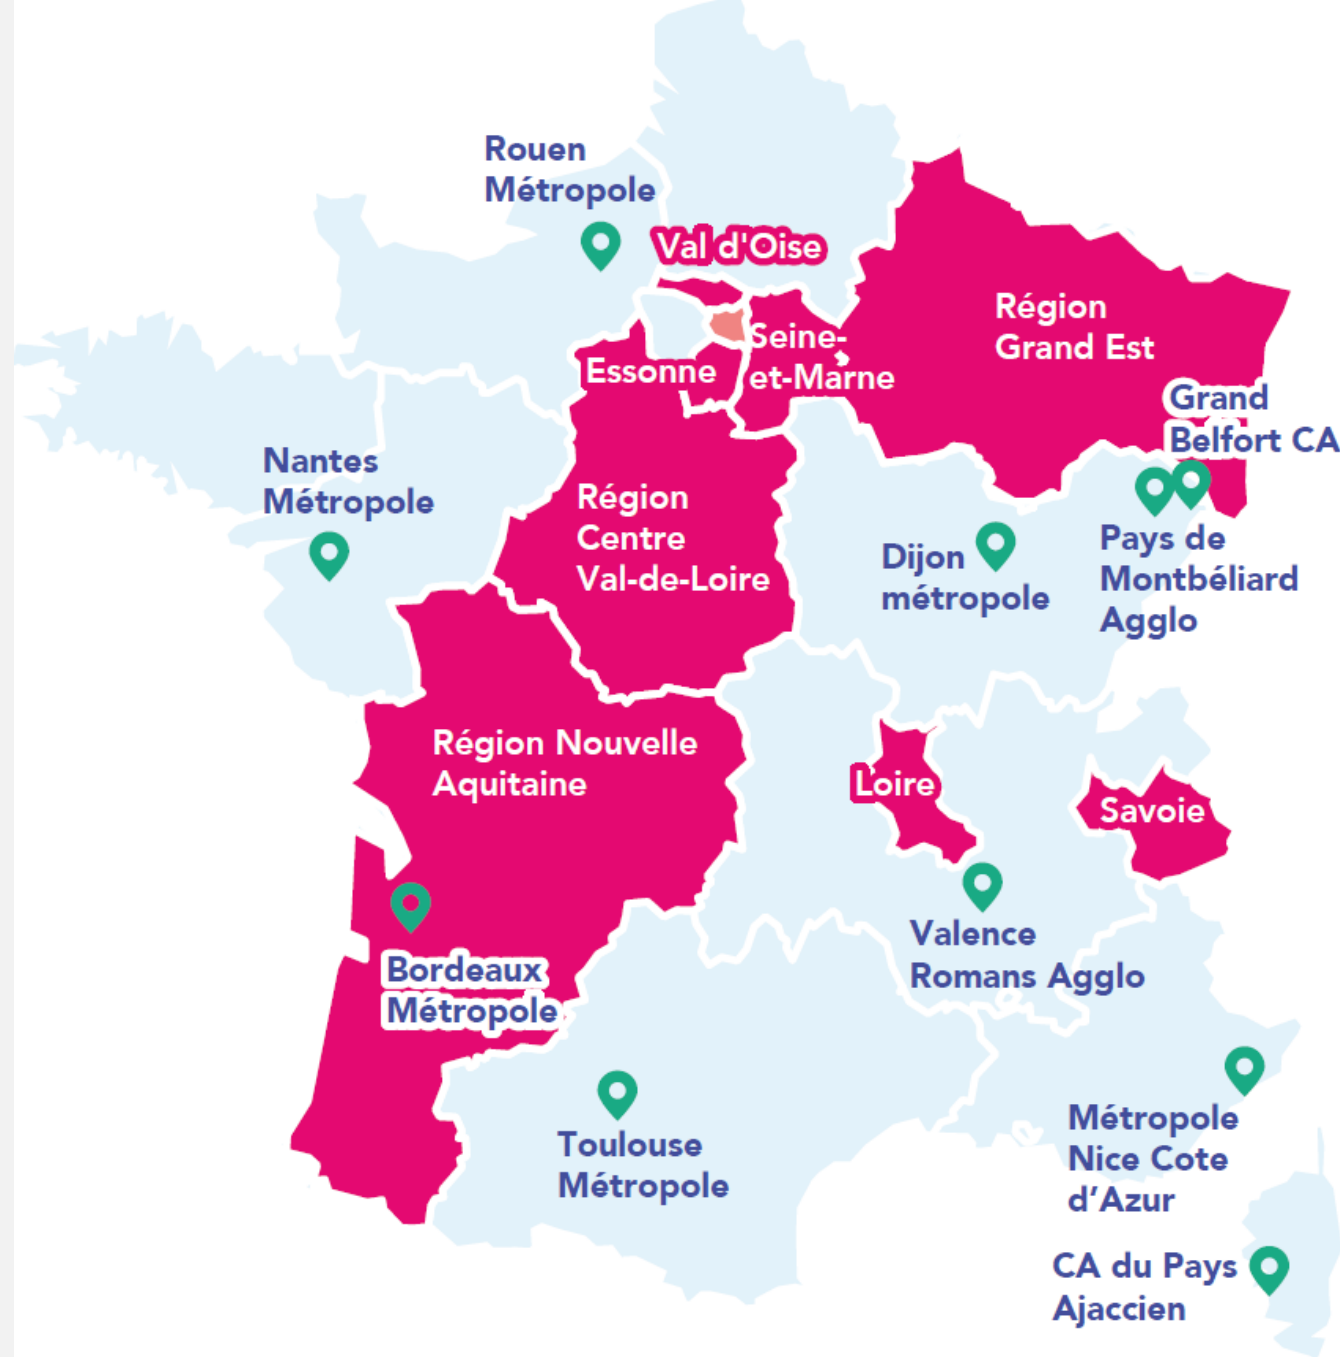 Rouen
Métropole
Val d'Oise
Région
Grand Est
Seine-
et-Marne
Essonne
Grand
Belfort CA
Nantes
Métropole
Région
Centre
Val-de-Loire
Dijon
métropole
Pays de
Montbéliard
Agglo
Région Nouvelle
Aquitaine
Loire
Savoie
Valence
Romans Agglo
Bordeaux
Métropole
Toulouse
Métropole
Métropole
Nice Cote
d’Azur
CA du Pays
Ajaccien